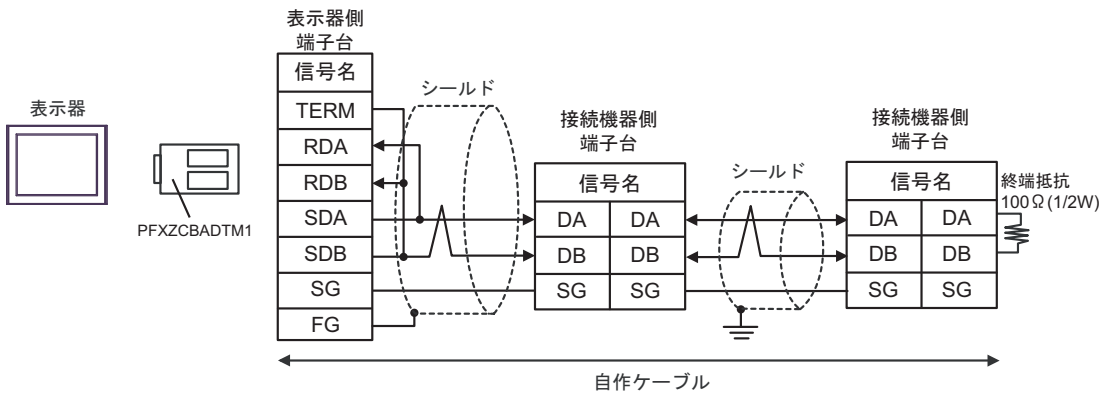 表示器
PFXZCBADTM1
表示器側
端子台
信号名
TERM
RDA
RDB
SDA
SDB
SG
FG
シールド
接続機器側
端子台
信号名
DA DA
DB DB
SG SG
シールド
接続機器側
端子台
信号名
DA DA
DB DB
SG SG
終端抵抗
100Ω(1/2W)
自作ケーブル